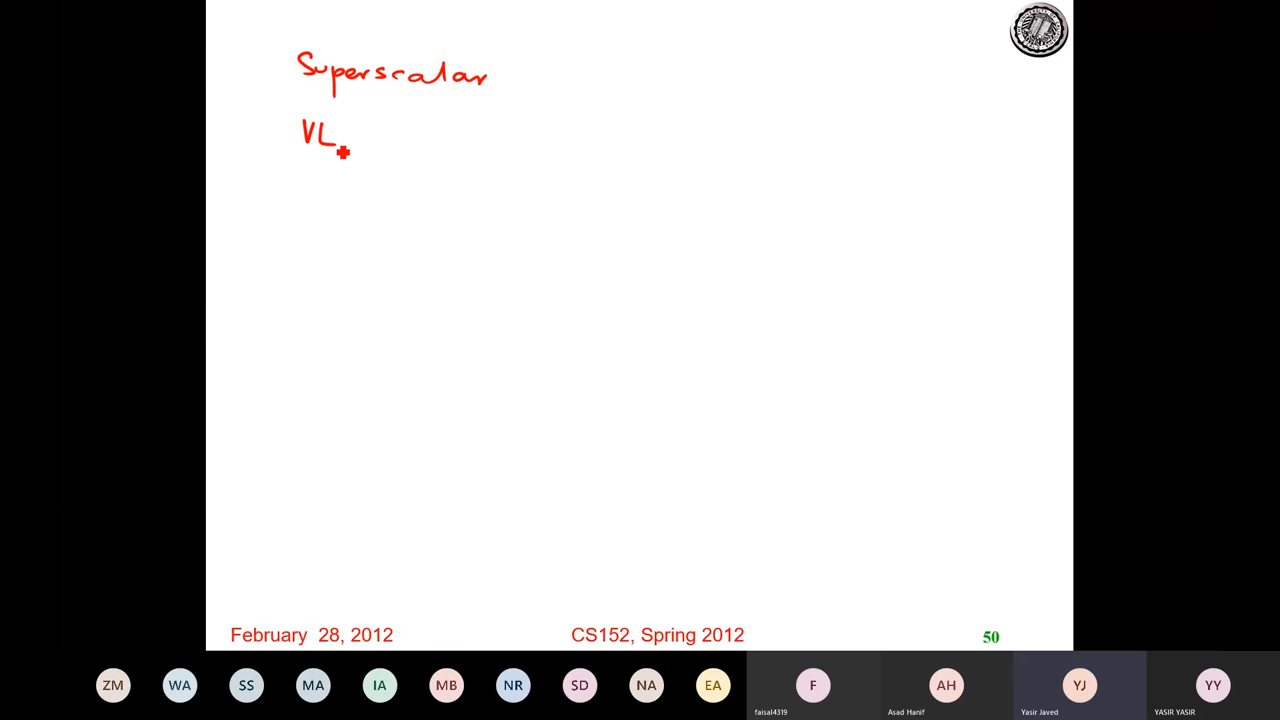 Superscalar
VL
February 28, 2012 CS152, Spring 2012 50
ZM WA SS MA IA MB NR SD NA EA F AH YJ YY
faisal4319 Asad Hanif Yasir Javed YASIR YASIR